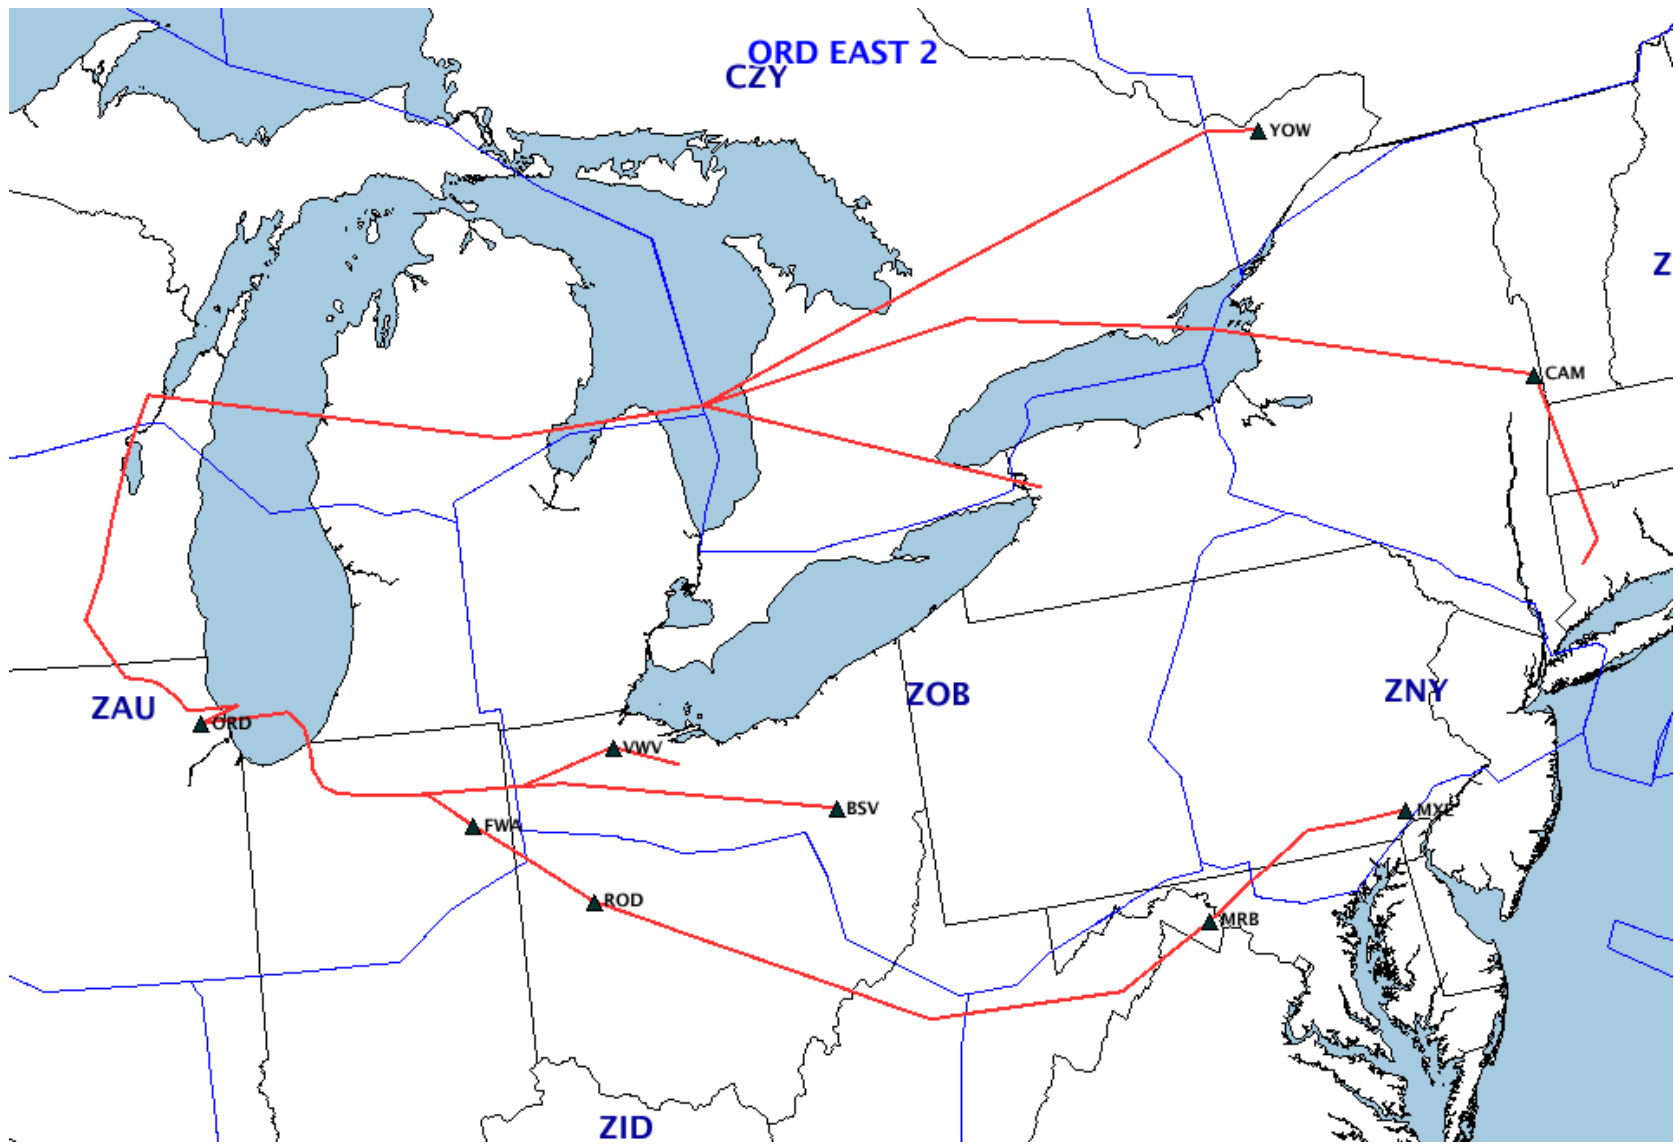 ORD EAST 2
CZY
YOW
Z
CAM
ZAU
ORD
ZOB
ZNY
VWV
BSV
MXE
FWA
ROD
MRB
ZID